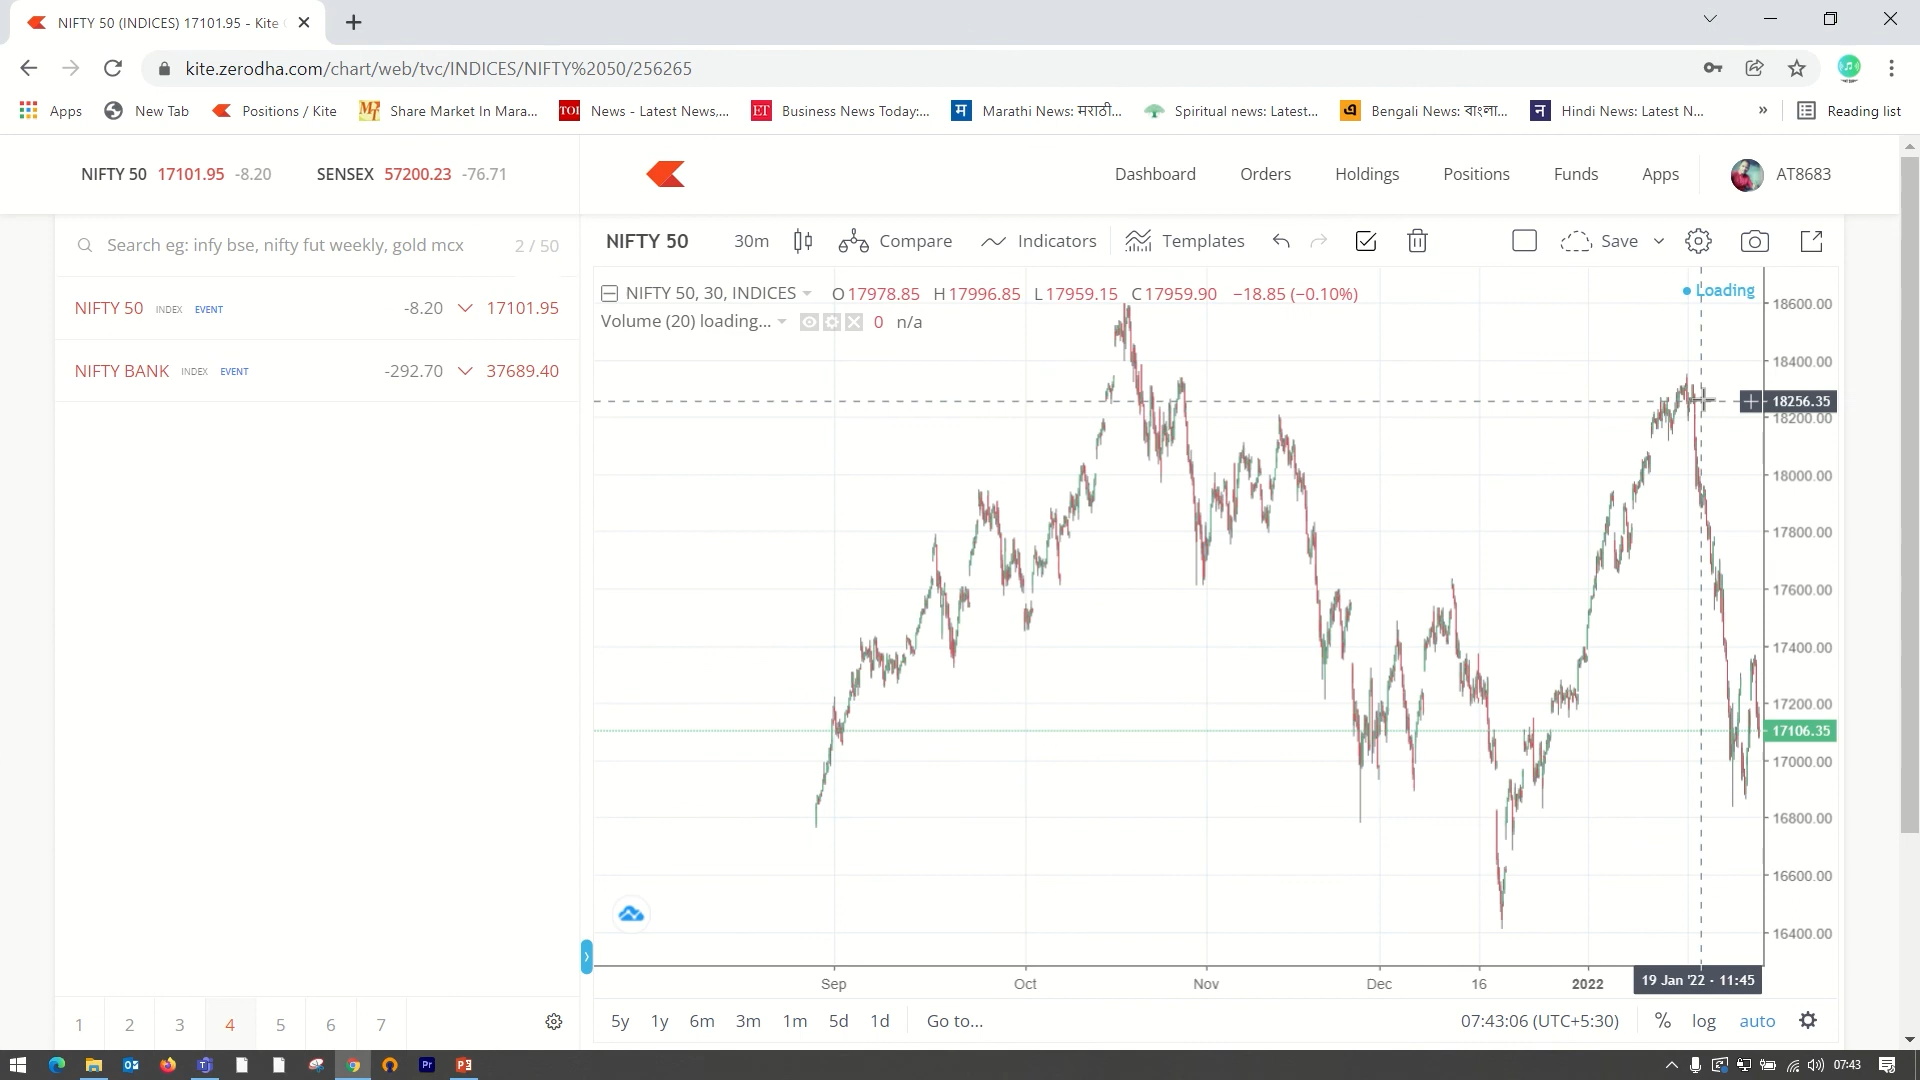 NIFTY 50 (INDICES) 17101.95 - Kite
kite.zerodha.com/chart/web/tvc/INDICES/NIFTY%2050/256265
Apps New Tab Positions / Kite Share Market In Mara... News - Latest News,... Business News Today:... Marathi News: मराठी... Spiritual news: Latest... Bengali News: বাংলা... Hindi News: Latest N... » Reading list
NIFTY 50 17101.95 -8.20 SENSEX 57200.23 -76.71
Dashboard Orders Holdings Positions Funds Apps AT8683
Search eg: infy bse, nifty fut weekly, gold mcx 2 / 50
NIFTY 50 30m Compare Indicators Templates Save
NIFTY 50 INDEX EVENT -8.20 17101.95
NIFTY BANK INDEX EVENT -292.70 37689.40
NIFTY 50, 30, INDICES O17978.85 H17996.85 L17959.15 C17959.90 −18.85 (−0.10%)
Loading
Volume (20) loading... 0 n/a
18600.00
18400.00
18256.35
18200.00
18000.00
17800.00
17600.00
17400.00
17200.00
17106.35
17000.00
16800.00
16600.00
16400.00
Sep Oct Nov Dec 16 2022 19 Jan '22 - 11:45
5y 1y 6m 3m 1m 5d 1d Go to... 07:43:06 (UTC+5:30) % log auto
1 2 3 4 5 6 7
07:43